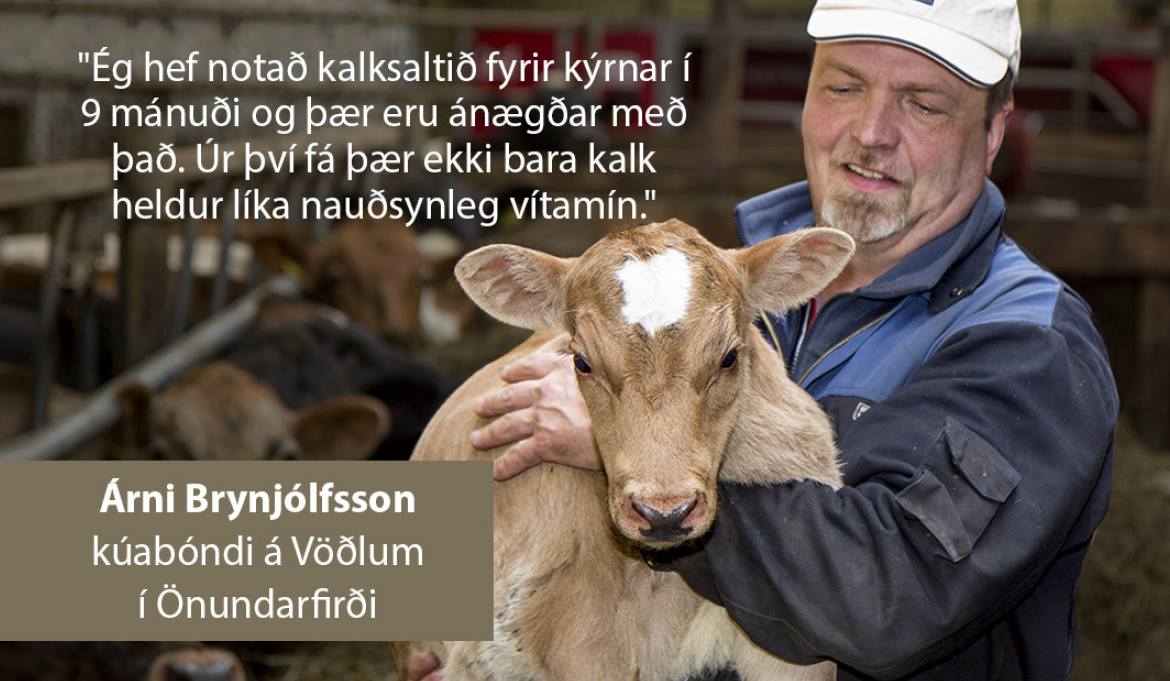 "Ég hef notað kalksaltið fyrir kýrnar í
9 mánuði og þær eru ánægðar með
það. Úr því fá þær ekki bara kalk
heldur líka nauðsynleg vítamín."
Árni Brynjólfsson
kúabóndi á Vöðlum
í Önundarfirði